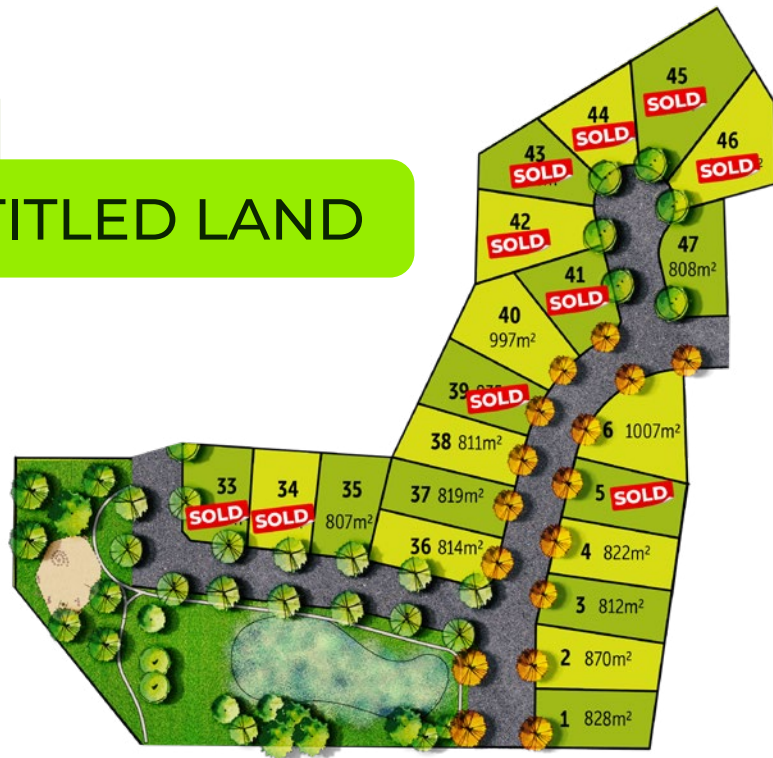 TITLED LAND
45
SOLD
44
SOLD
46
SOLD
43
SOLD
42
SOLD
47
808m²
41
SOLD
40
997m²
39
SOLD
38 811m²
6 1007m²
37 819m²
5 SOLD
36 814m²
4 822m²
33
SOLD
34
SOLD
35
807m²
3 812m²
2 870m²
1 828m²